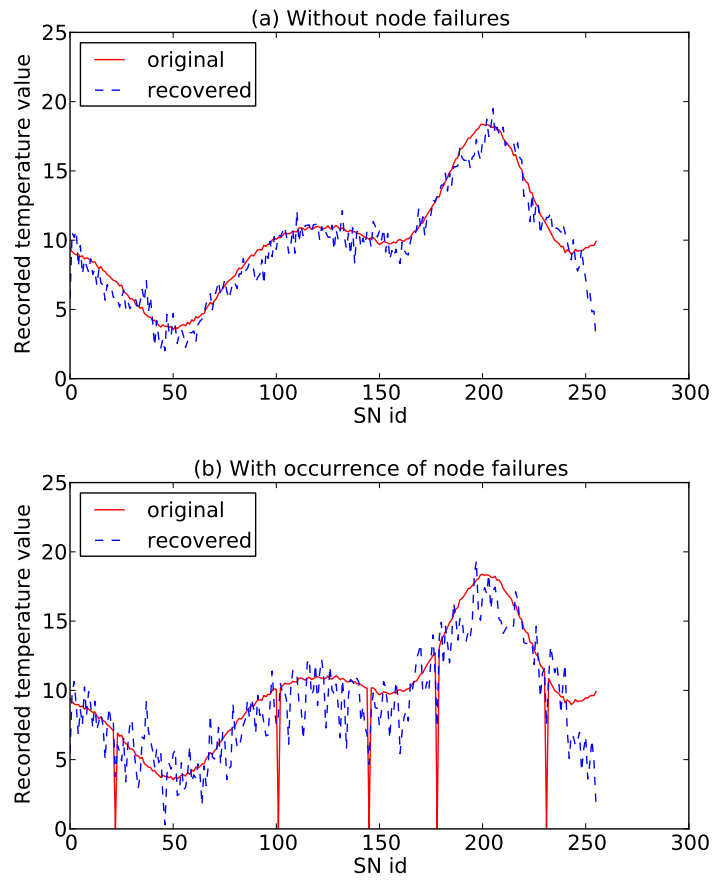 (a) Without node failures
25
20
15
10
5
0
original
recovered
Recorded temperature value
0 50 100 150 200 250 300
SN id
(b) With occurrence of node failures
25
20
15
10
5
0
original
recovered
Recorded temperature value
0 50 100 150 200 250 300
SN id